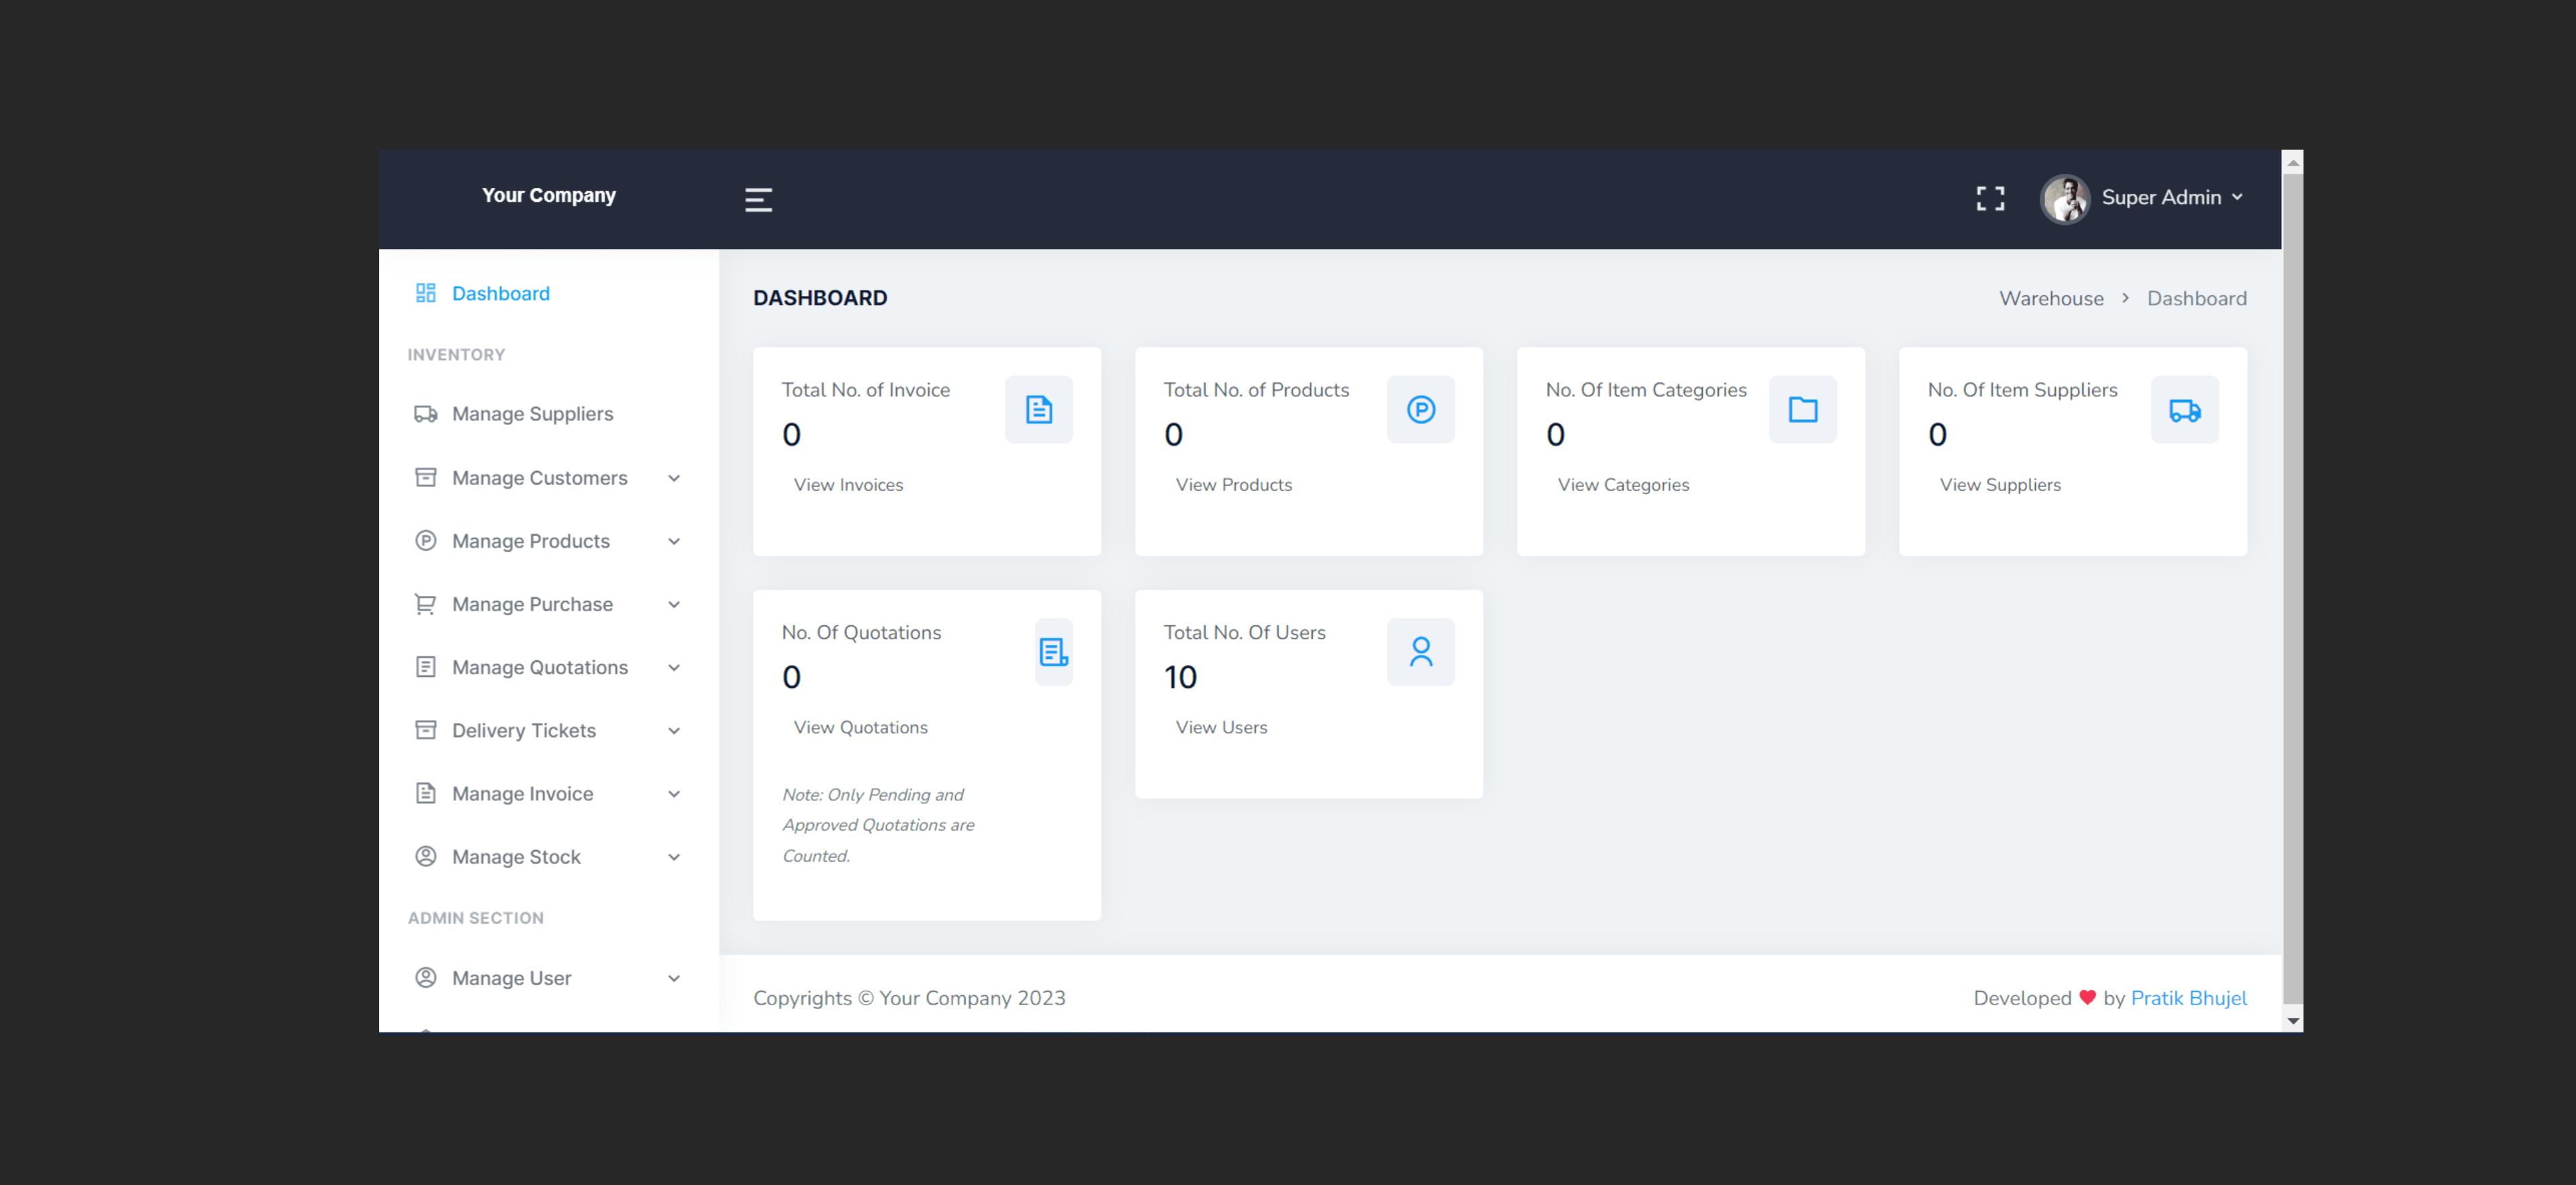 Your Company
Super Admin
Dashboard
INVENTORY
Manage Suppliers
Manage Customers
Manage Products
Manage Purchase
Manage Quotations
Delivery Tickets
Manage Invoice
Manage Stock
ADMIN SECTION
Manage User
DASHBOARD
Warehouse > Dashboard
Total No. of Invoice
0
View Invoices
Total No. of Products
0
View Products
No. Of Item Categories
0
View Categories
No. Of Item Suppliers
0
View Suppliers
No. Of Quotations
0
View Quotations
Note: Only Pending and
Approved Quotations are
Counted.
Total No. Of Users
10
View Users
Copyrights © Your Company 2023
Developed ♥ by Pratik Bhujel